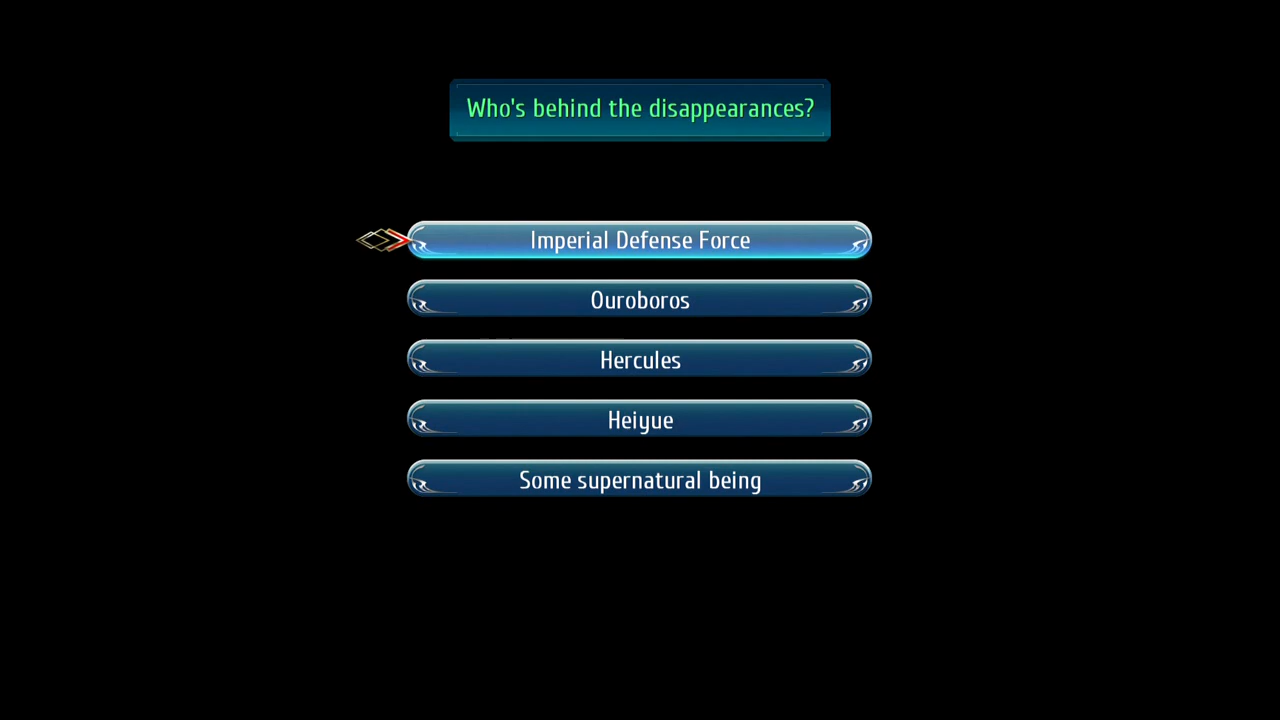 Who's behind the disappearances?
Imperial Defense Force
Ouroboros
Hercules
Heiyue
Some supernatural being